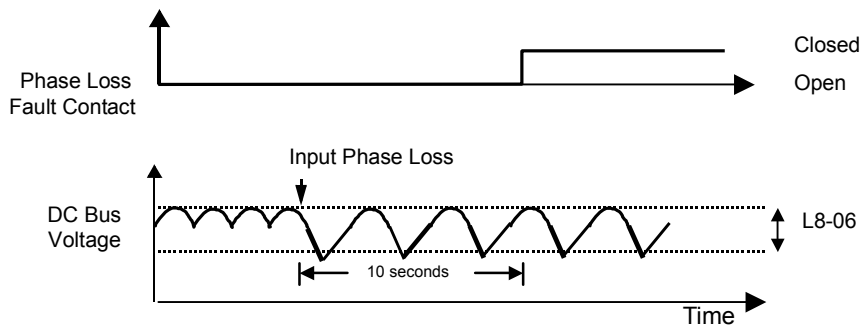 Closed
Phase Loss
Fault Contact
Open
Input Phase Loss
DC Bus
Voltage
L8-06
10 seconds
Time